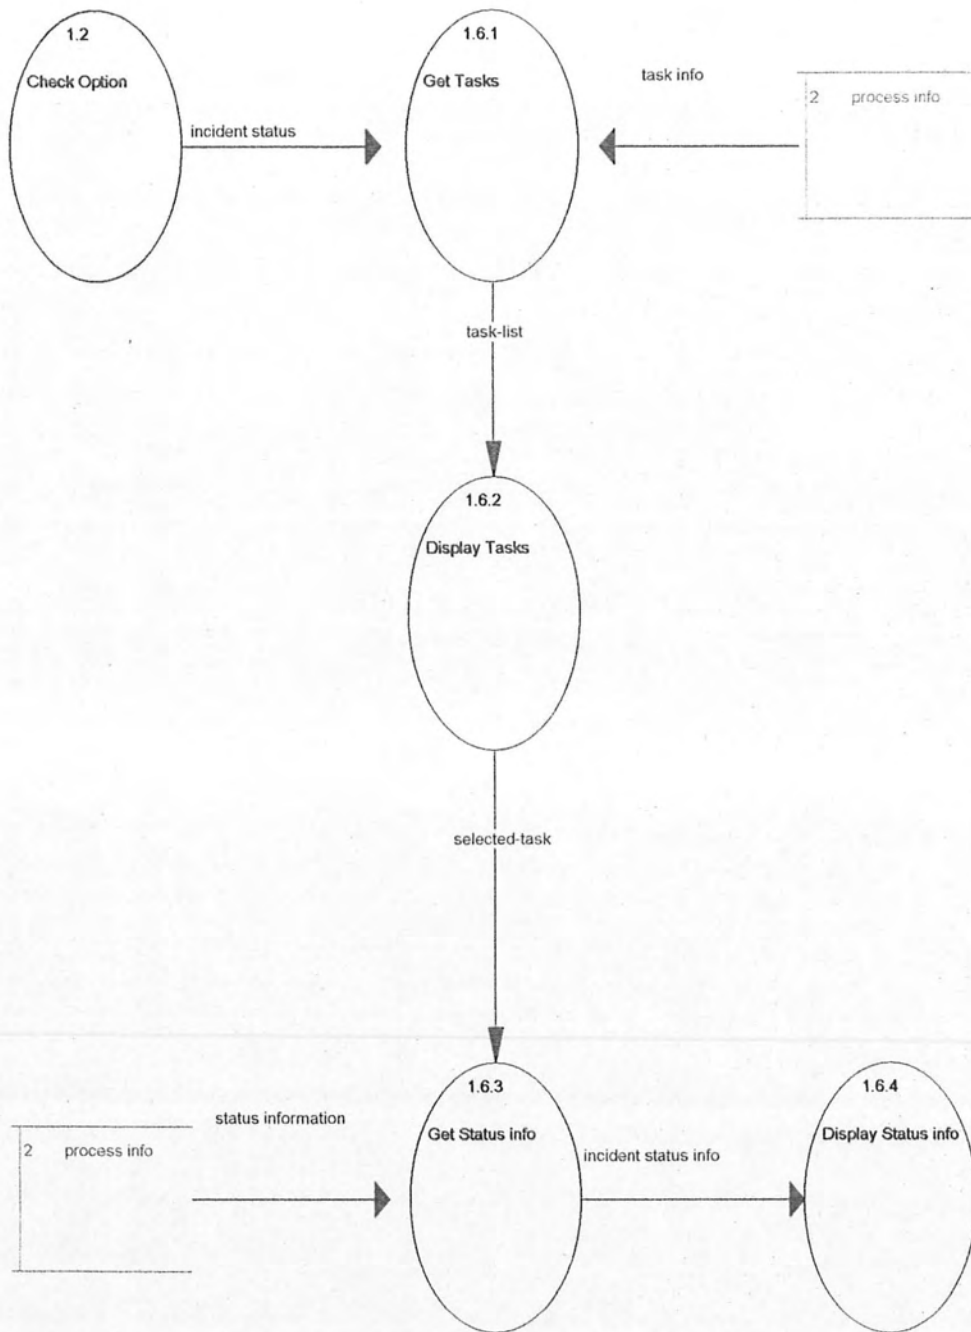 1.2
Check Option
incident status
1.6.1
Get Tasks
task info
2 process info
task-list
1.6.2
Display Tasks
selected-task
1.6.3
Get Status info
status information
2 process info
incident status info
1.6.4
Display Status info